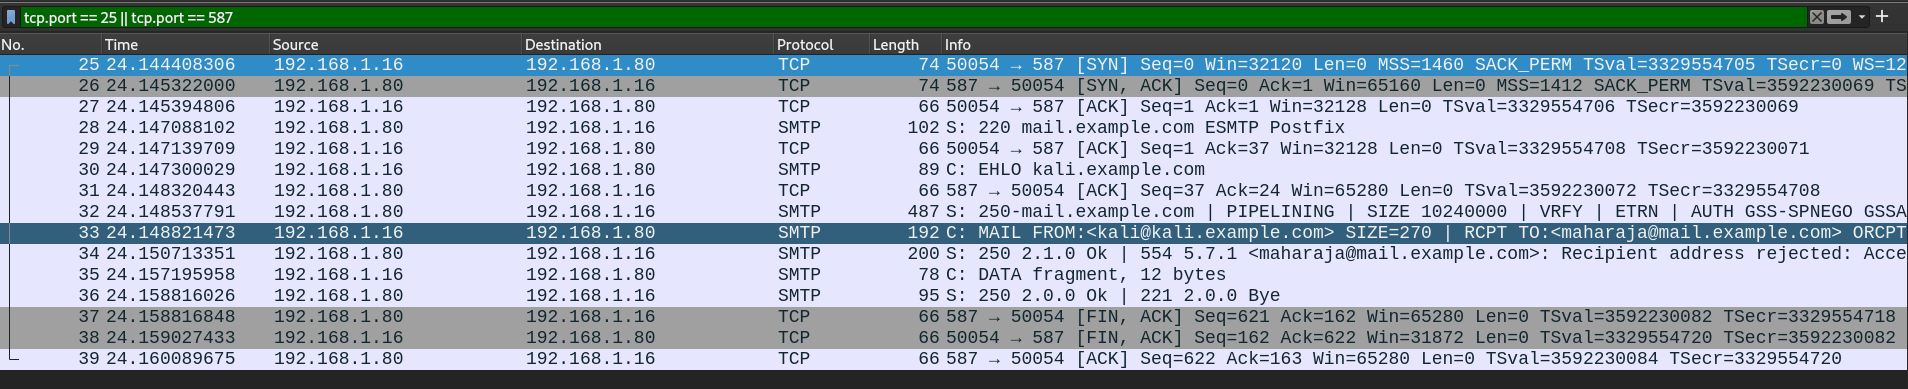 tcp.port == 25 || tcp.port == 587
No. Time Source Destination Protocol Length Info
25 24.144408306 192.168.1.16 192.168.1.80 TCP 74 50054 → 587 [SYN] Seq=0 Win=32120 Len=0 MSS=1460 SACK_PERM TSval=3329554705 TSecr=0 WS=12
26 24.145322000 192.168.1.80 192.168.1.16 TCP 74 587 → 50054 [SYN, ACK] Seq=0 Ack=1 Win=65160 Len=0 MSS=1412 SACK_PERM TSval=3592230069 TS
27 24.145394806 192.168.1.16 192.168.1.80 TCP 66 50054 → 587 [ACK] Seq=1 Ack=1 Win=32128 Len=0 TSval=3329554706 TSecr=3592230069
28 24.147088102 192.168.1.80 192.168.1.16 SMTP 102 S: 220 mail.example.com ESMTP Postfix
29 24.147139709 192.168.1.16 192.168.1.80 TCP 66 50054 → 587 [ACK] Seq=1 Ack=37 Win=32128 Len=0 TSval=3329554708 TSecr=3592230071
30 24.147300029 192.168.1.16 192.168.1.80 SMTP 89 C: EHLO kali.example.com
31 24.148320443 192.168.1.80 192.168.1.16 TCP 66 587 → 50054 [ACK] Seq=37 Ack=24 Win=65280 Len=0 TSval=3592230072 TSecr=3329554708
32 24.148537791 192.168.1.80 192.168.1.16 SMTP 487 S: 250-mail.example.com | PIPELINING | SIZE 10240000 | VRFY | ETRN | AUTH GSS-SPNEGO GSSA
33 24.148821473 192.168.1.16 192.168.1.80 SMTP 192 C: MAIL FROM:<kali@kali.example.com> SIZE=270 | RCPT TO:<maharaja@mail.example.com> ORCPT
34 24.150713351 192.168.1.80 192.168.1.16 SMTP 200 S: 250 2.1.0 Ok | 554 5.7.1 <maharaja@mail.example.com>: Recipient address rejected: Acce
35 24.157195958 192.168.1.16 192.168.1.80 SMTP 78 C: DATA fragment, 12 bytes
36 24.158816026 192.168.1.80 192.168.1.16 SMTP 95 S: 250 2.0.0 Ok | 221 2.0.0 Bye
37 24.158816848 192.168.1.80 192.168.1.16 TCP 66 587 → 50054 [FIN, ACK] Seq=621 Ack=162 Win=65280 Len=0 TSval=3592230082 TSecr=3329554718
38 24.159027433 192.168.1.16 192.168.1.80 TCP 66 50054 → 587 [FIN, ACK] Seq=162 Ack=622 Win=31872 Len=0 TSval=3329554720 TSecr=3592230082
39 24.160089675 192.168.1.80 192.168.1.16 TCP 66 587 → 50054 [ACK] Seq=622 Ack=163 Win=65280 Len=0 TSval=3592230084 TSecr=3329554720